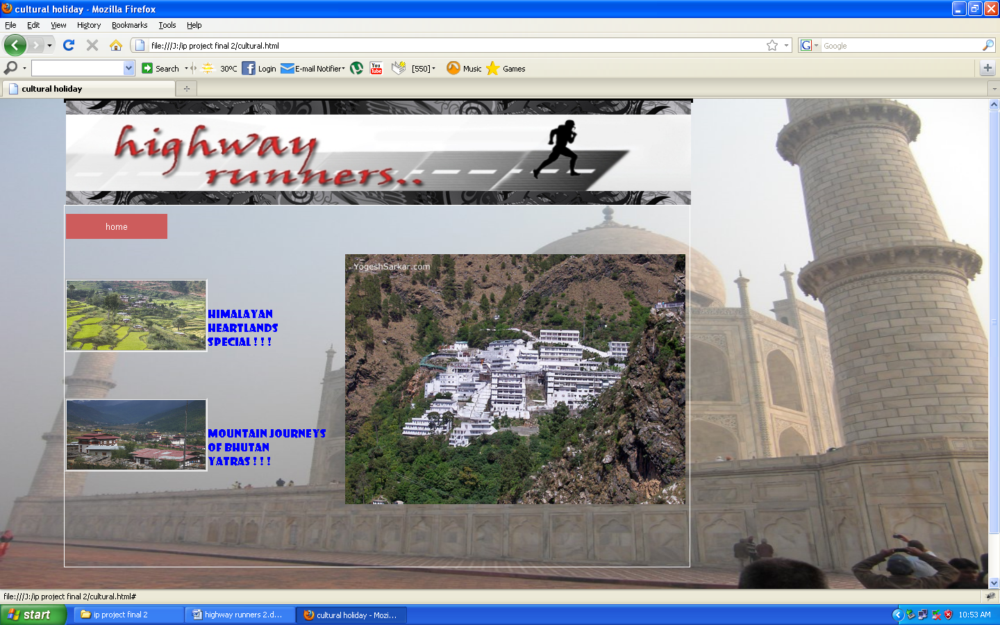 cultural holiday - Mozilla Firefox
File Edit View History Bookmarks Tools Help
file:///J:/ip project final 2/cultural.html
G Google
Search 30ºC Login E-mail Notifier You Tube [550] Music Games
cultural holiday
highway
runners..
home
YogeshSarkar.com
HIMALAYAN
HEARTLANDS
SPECIAL ! ! !
MOUNTAIN JOURNEYS
OF BHUTAN
YATRAS ! ! !
file:///J:/ip project final 2/cultural.html#
start ip project final 2 highway runners 2.d... cultural holiday - Mozi... 10:53 AM